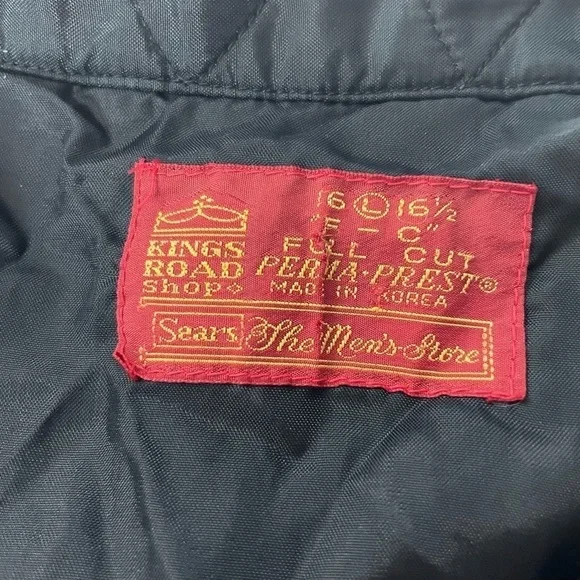 KINGS
ROAD
Shop
16 L 16½
"E - C"
FULL CUT
PERMA·PREST®
MADE IN KOREA
Sears The Men's Store